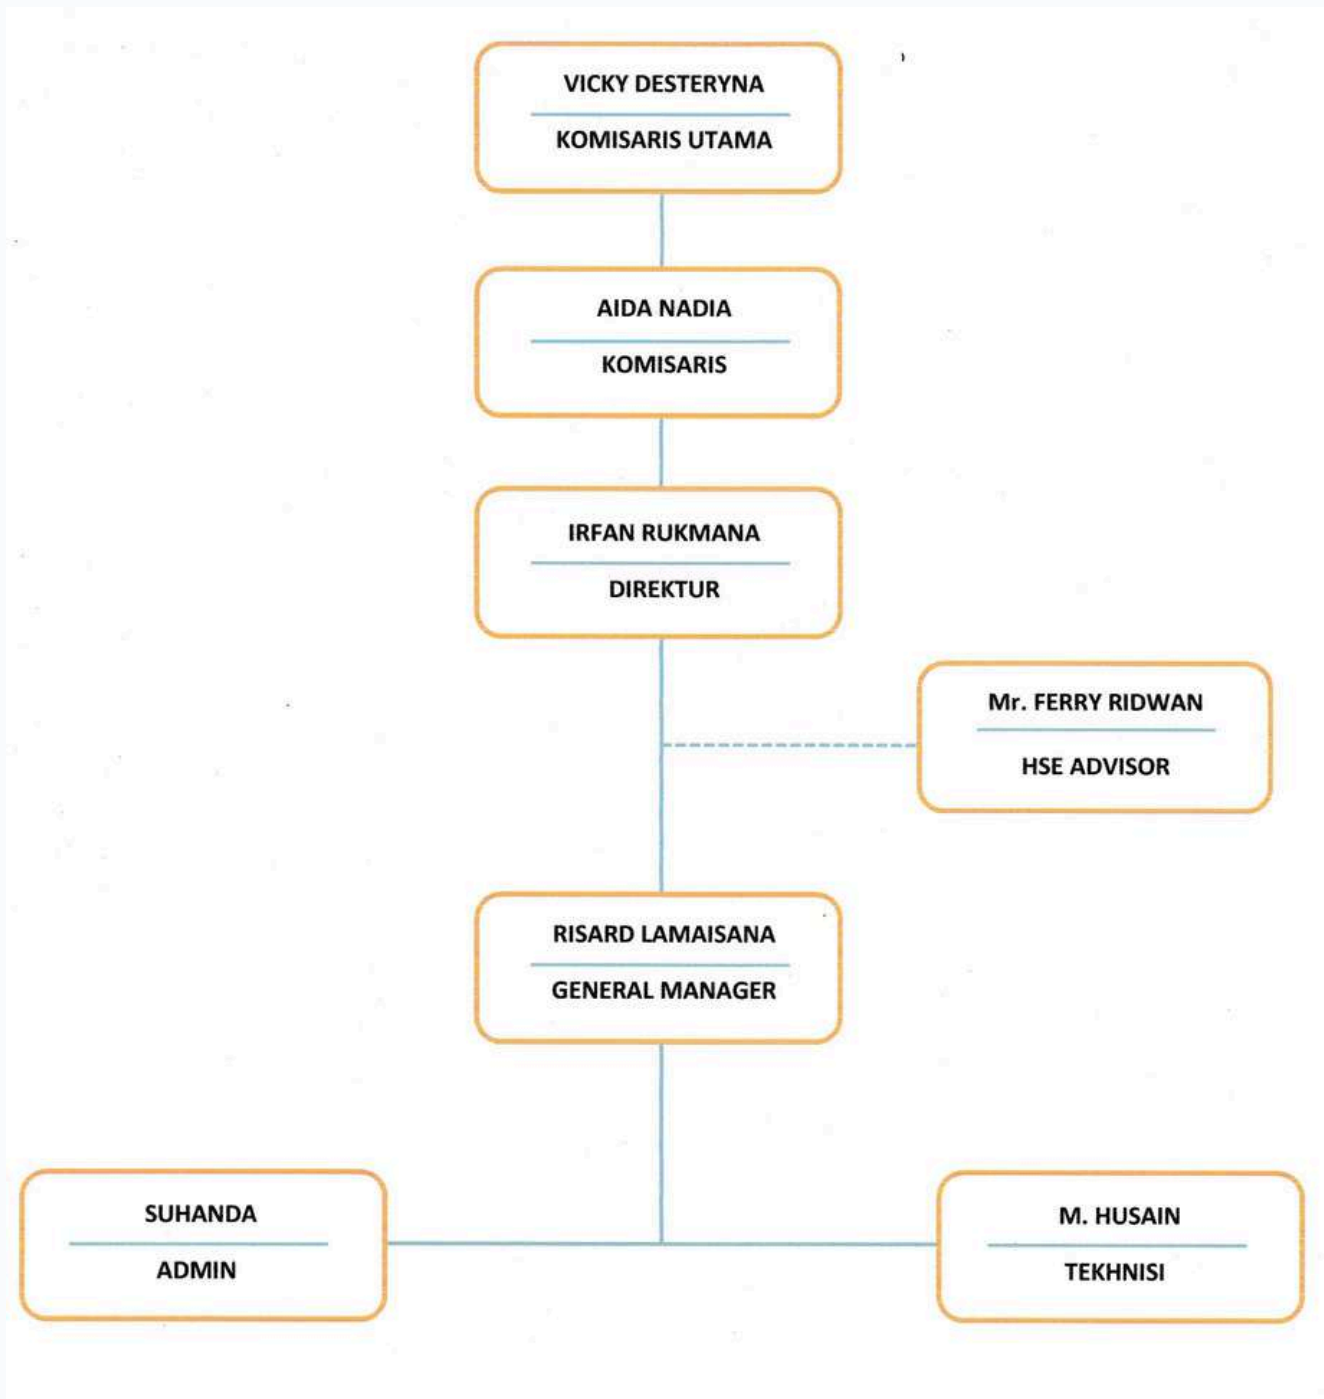 VICKY DESTERYNA
KOMISARIS UTAMA
AIDA NADIA
KOMISARIS
IRFAN RUKMANA
DIREKTUR
Mr. FERRY RIDWAN
HSE ADVISOR
RISARD LAMAISANA
GENERAL MANAGER
SUHANDA
ADMIN
M. HUSAIN
TEKHNISI